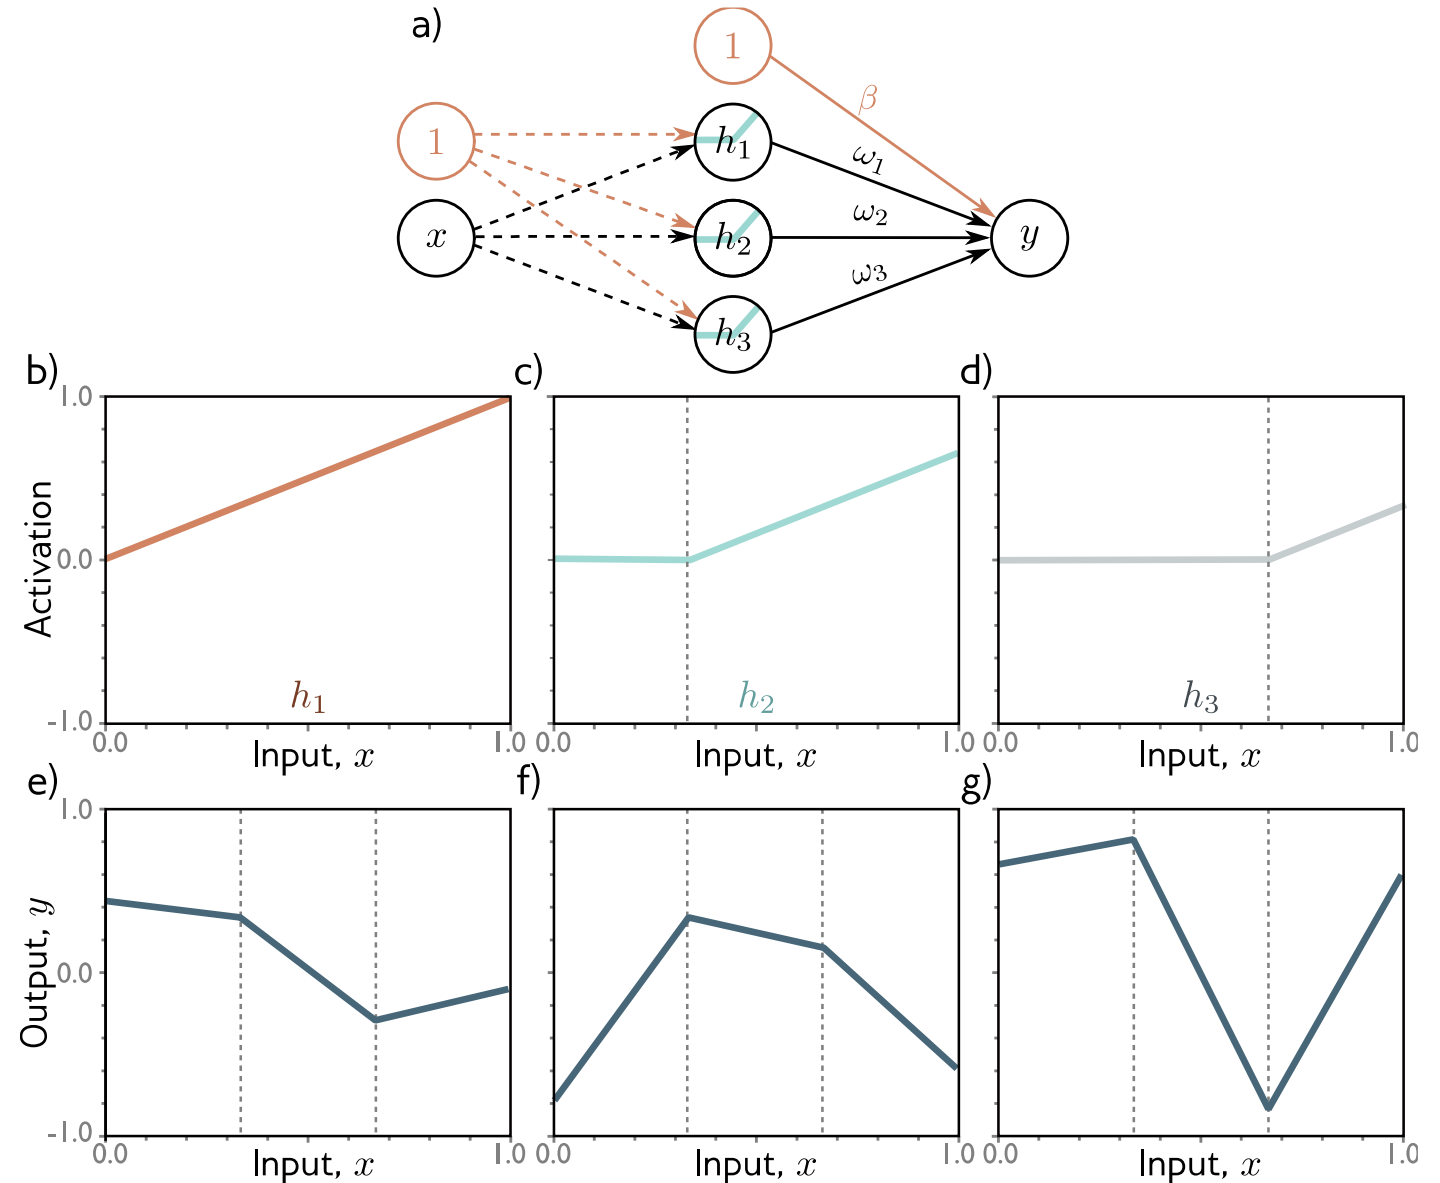 a)
1
β
1
h₁
ω₁
x
h₂
ω₂
y
h₃
ω₃
b)
c)
d)
1.0
0.0
-1.0
Activation
h₁
h₂
h₃
0.0
1.0
0.0
1.0
0.0
1.0
Input, x
Input, x
Input, x
e)
f)
g)
1.0
0.0
-1.0
Output, y
0.0
1.0
0.0
1.0
0.0
1.0
Input, x
Input, x
Input, x